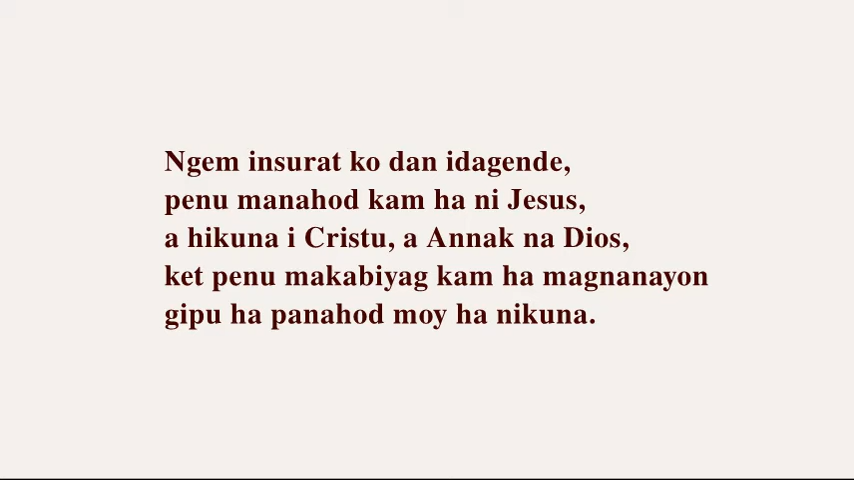 Ngem insurat ko dan idagende,
penu manahod kam ha ni Jesus,
a hikuna i Cristu, a Annak na Dios,
ket penu makabiyag kam ha magnanayon
gipu ha panahod moy ha nikuna.